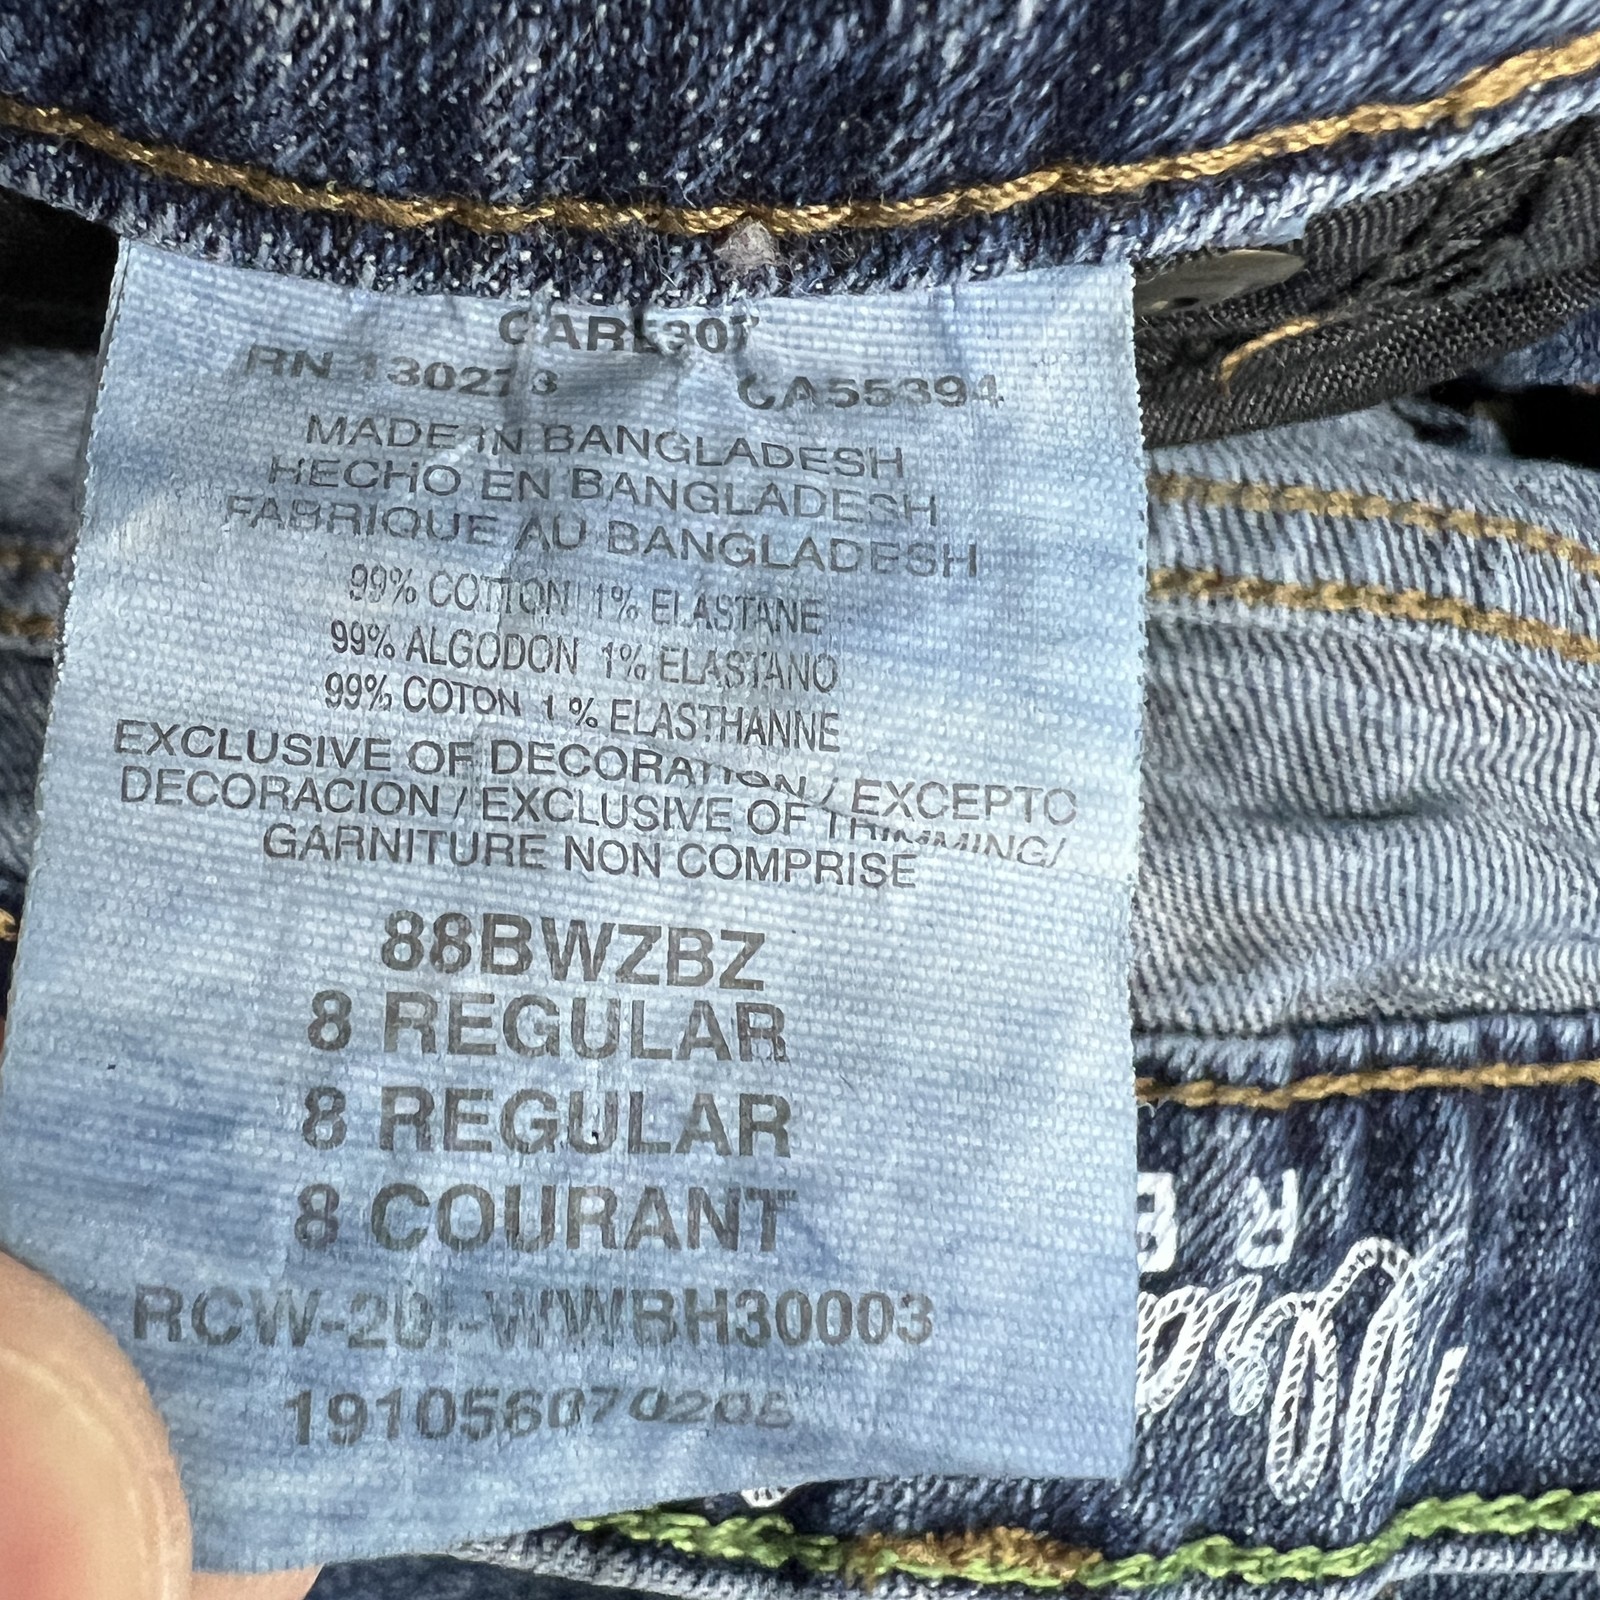 RN 130273 CA55394
MADE IN BANGLADESH
HECHO EN BANGLADESH
FABRIQUE AU BANGLADESH
99% COTTON 1% ELASTANE
99% ALGODON 1% ELASTANO
99% COTON 1% ELASTHANNE
EXCLUSIVE OF DECORATION / EXCEPTO
DECORACION / EXCLUSIVE OF TRIMMING/
GARNITURE NON COMPRISE
88BWZBZ
8 REGULAR
8 REGULAR
8 COURANT